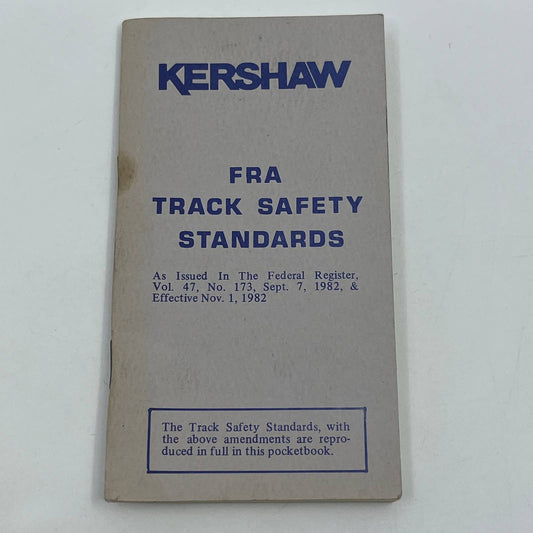 KERSHAW
FRA
TRACK SAFETY
STANDARDS
As Issued In The Federal Register,
Vol. 47, No. 173, Sept. 7, 1982, &
Effective Nov. 1, 1982
The Track Safety Standards, with
the above amendments are repro-
duced in full in this pocketbook.